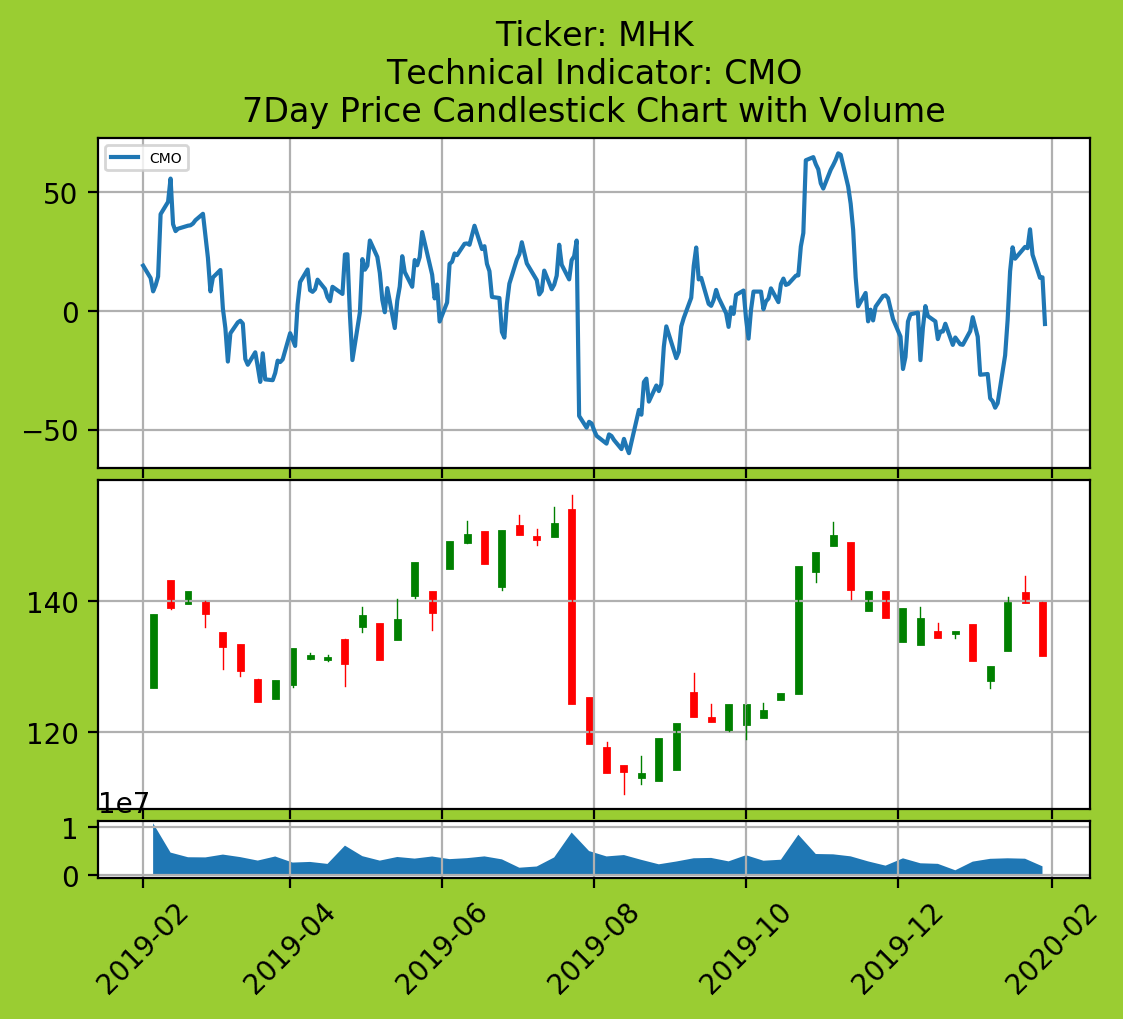 Ticker: MHK
Technical Indicator: CMO
7Day Price Candlestick Chart with Volume
CMO
50
0
−50
140
120
1e7
1
0
2019-02
2019-04
2019-06
2019-08
2019-10
2019-12
2020-02